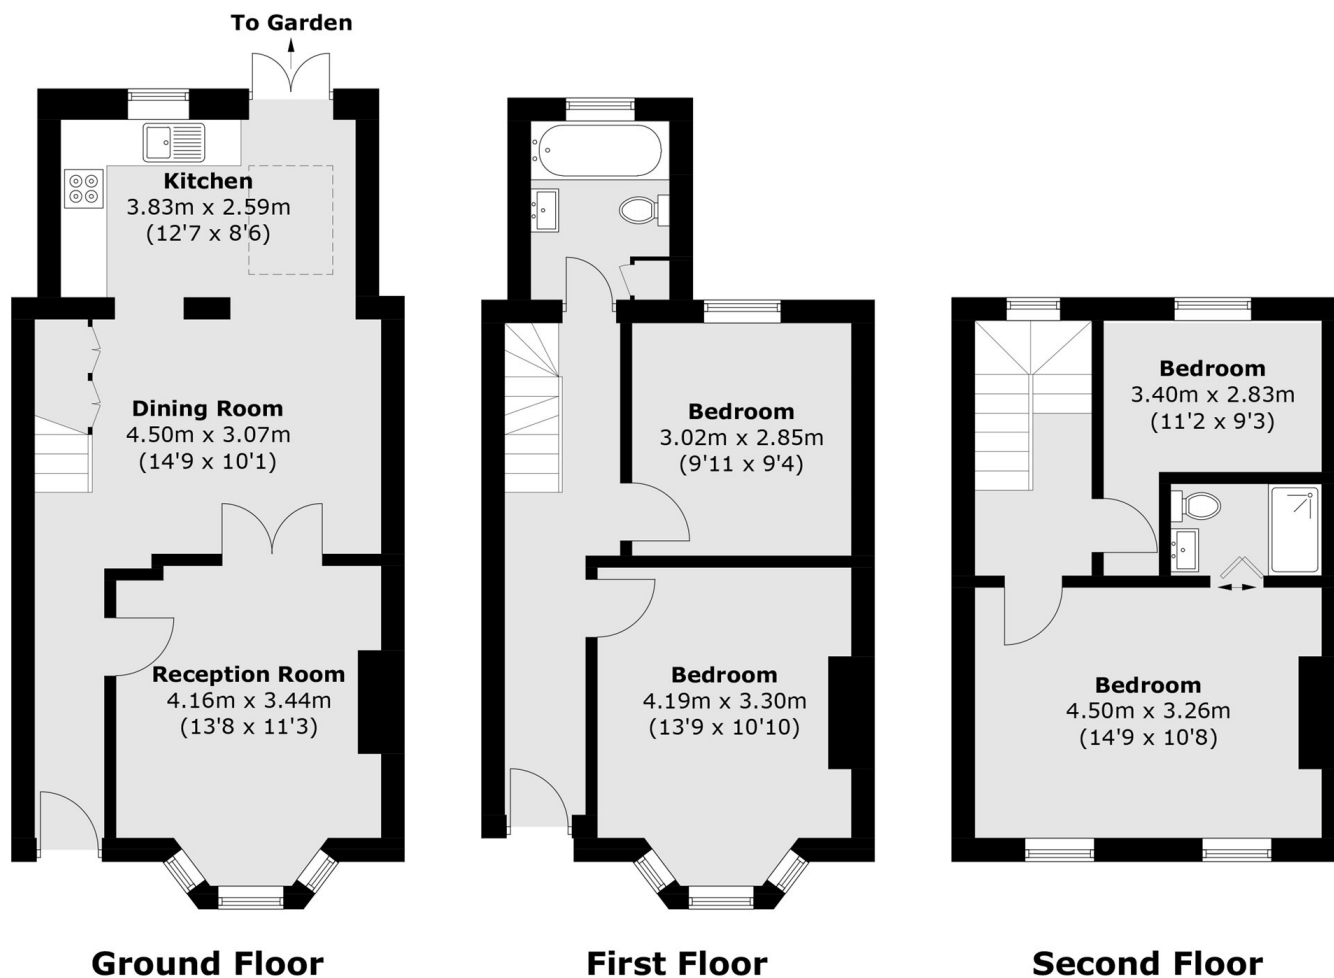 To Garden
Kitchen
3.83m x 2.59m
(12'7 x 8'6)
Dining Room
4.50m x 3.07m
(14'9 x 10'1)
Reception Room
4.16m x 3.44m
(13'8 x 11'3)
Ground Floor
Bedroom
3.02m x 2.85m
(9'11 x 9'4)
Bedroom
4.19m x 3.30m
(13'9 x 10'10)
First Floor
Bedroom
3.40m x 2.83m
(11'2 x 9'3)
Bedroom
4.50m x 3.26m
(14'9 x 10'8)
Second Floor